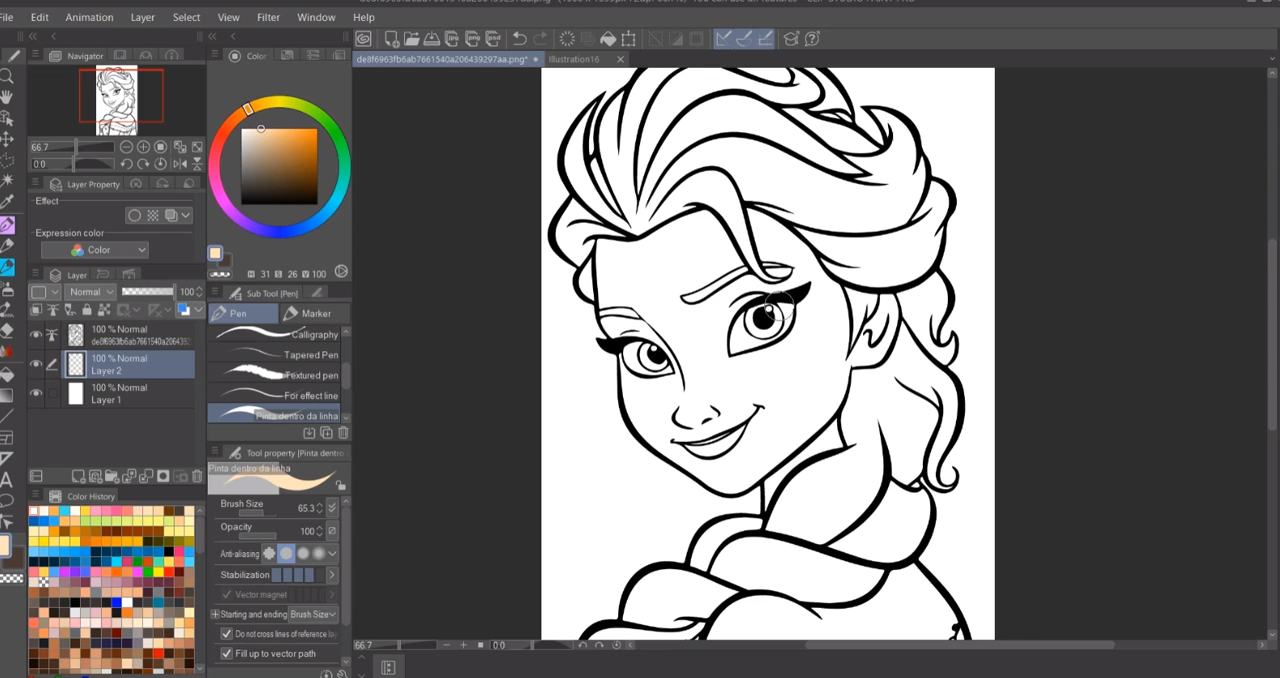 File Edit Animation Layer Select View Filter Window Help
de8f6963fb6ab7661540a206439297aa.png* Illustration16
Navigator
Color
66.7
0.0
Layer Property
Effect
Expression color
Color
H 31 S 26 V 100
Layer
Normal 100
Sub Tool [Pen]
Pen Marker
Calligraphy
Tapered Pen
Textured pen
For effect line
Pinta dentro da linha
100 % Normal
de8f6963fb6ab7661540a2064392
100 % Normal
Layer 2
100 % Normal
Layer 1
Tool property [Pinta dentro
Pinta dentro da linha
Color History
Brush Size 65.3
Opacity 100
Anti-aliasing
Stabilization
Vector magnet
Starting and ending Brush Size
Do not cross lines of reference lay
Fill up to vector path
66.7 0.0